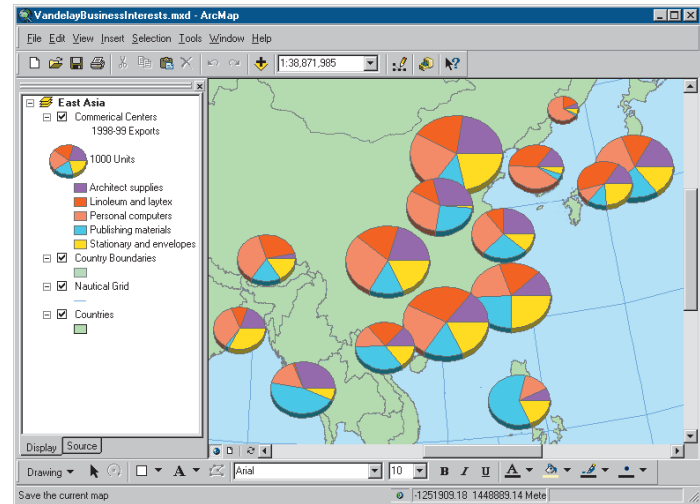 VandelayBusinessInterests.mxd - ArcMap
File Edit View Insert Selection Tools Window Help
1:38,871,985
East Asia
Commerical Centers
1998-99 Exports
1000 Units
Architect supplies
Linoleum and laytex
Personal computers
Publishing materials
Stationary and envelopes
Country Boundaries
Nautical Grid
Countries
Display Source
Drawing A Arial 10 B I U A
Save the current map -1251909.18 1448889.14 Mete